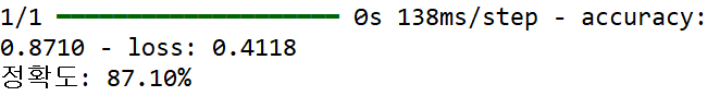 1/1 ━━━━━━━━━━━━━━━━━━━━ 0s 138ms/step - accuracy:
0.8710 - loss: 0.4118
정확도: 87.10%